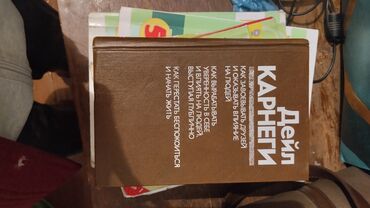 Дейл
КАРНЕГИ
КАК ЗАВОЕВЫВАТЬ ДРУЗЕЙ
И ОКАЗЫВАТЬ ВЛИЯНИЕ
НА ЛЮДЕЙ
КАК ВЫРАБАТЫВАТЬ
УВЕРЕННОСТЬ В СЕБЕ
И ВЛИЯТЬ НА ЛЮДЕЙ,
ВЫСТУПАЯ ПУБЛИЧНО
КАК ПЕРЕСТАТЬ БЕСПОКОИТЬСЯ
И НАЧАТЬ ЖИТЬ
5